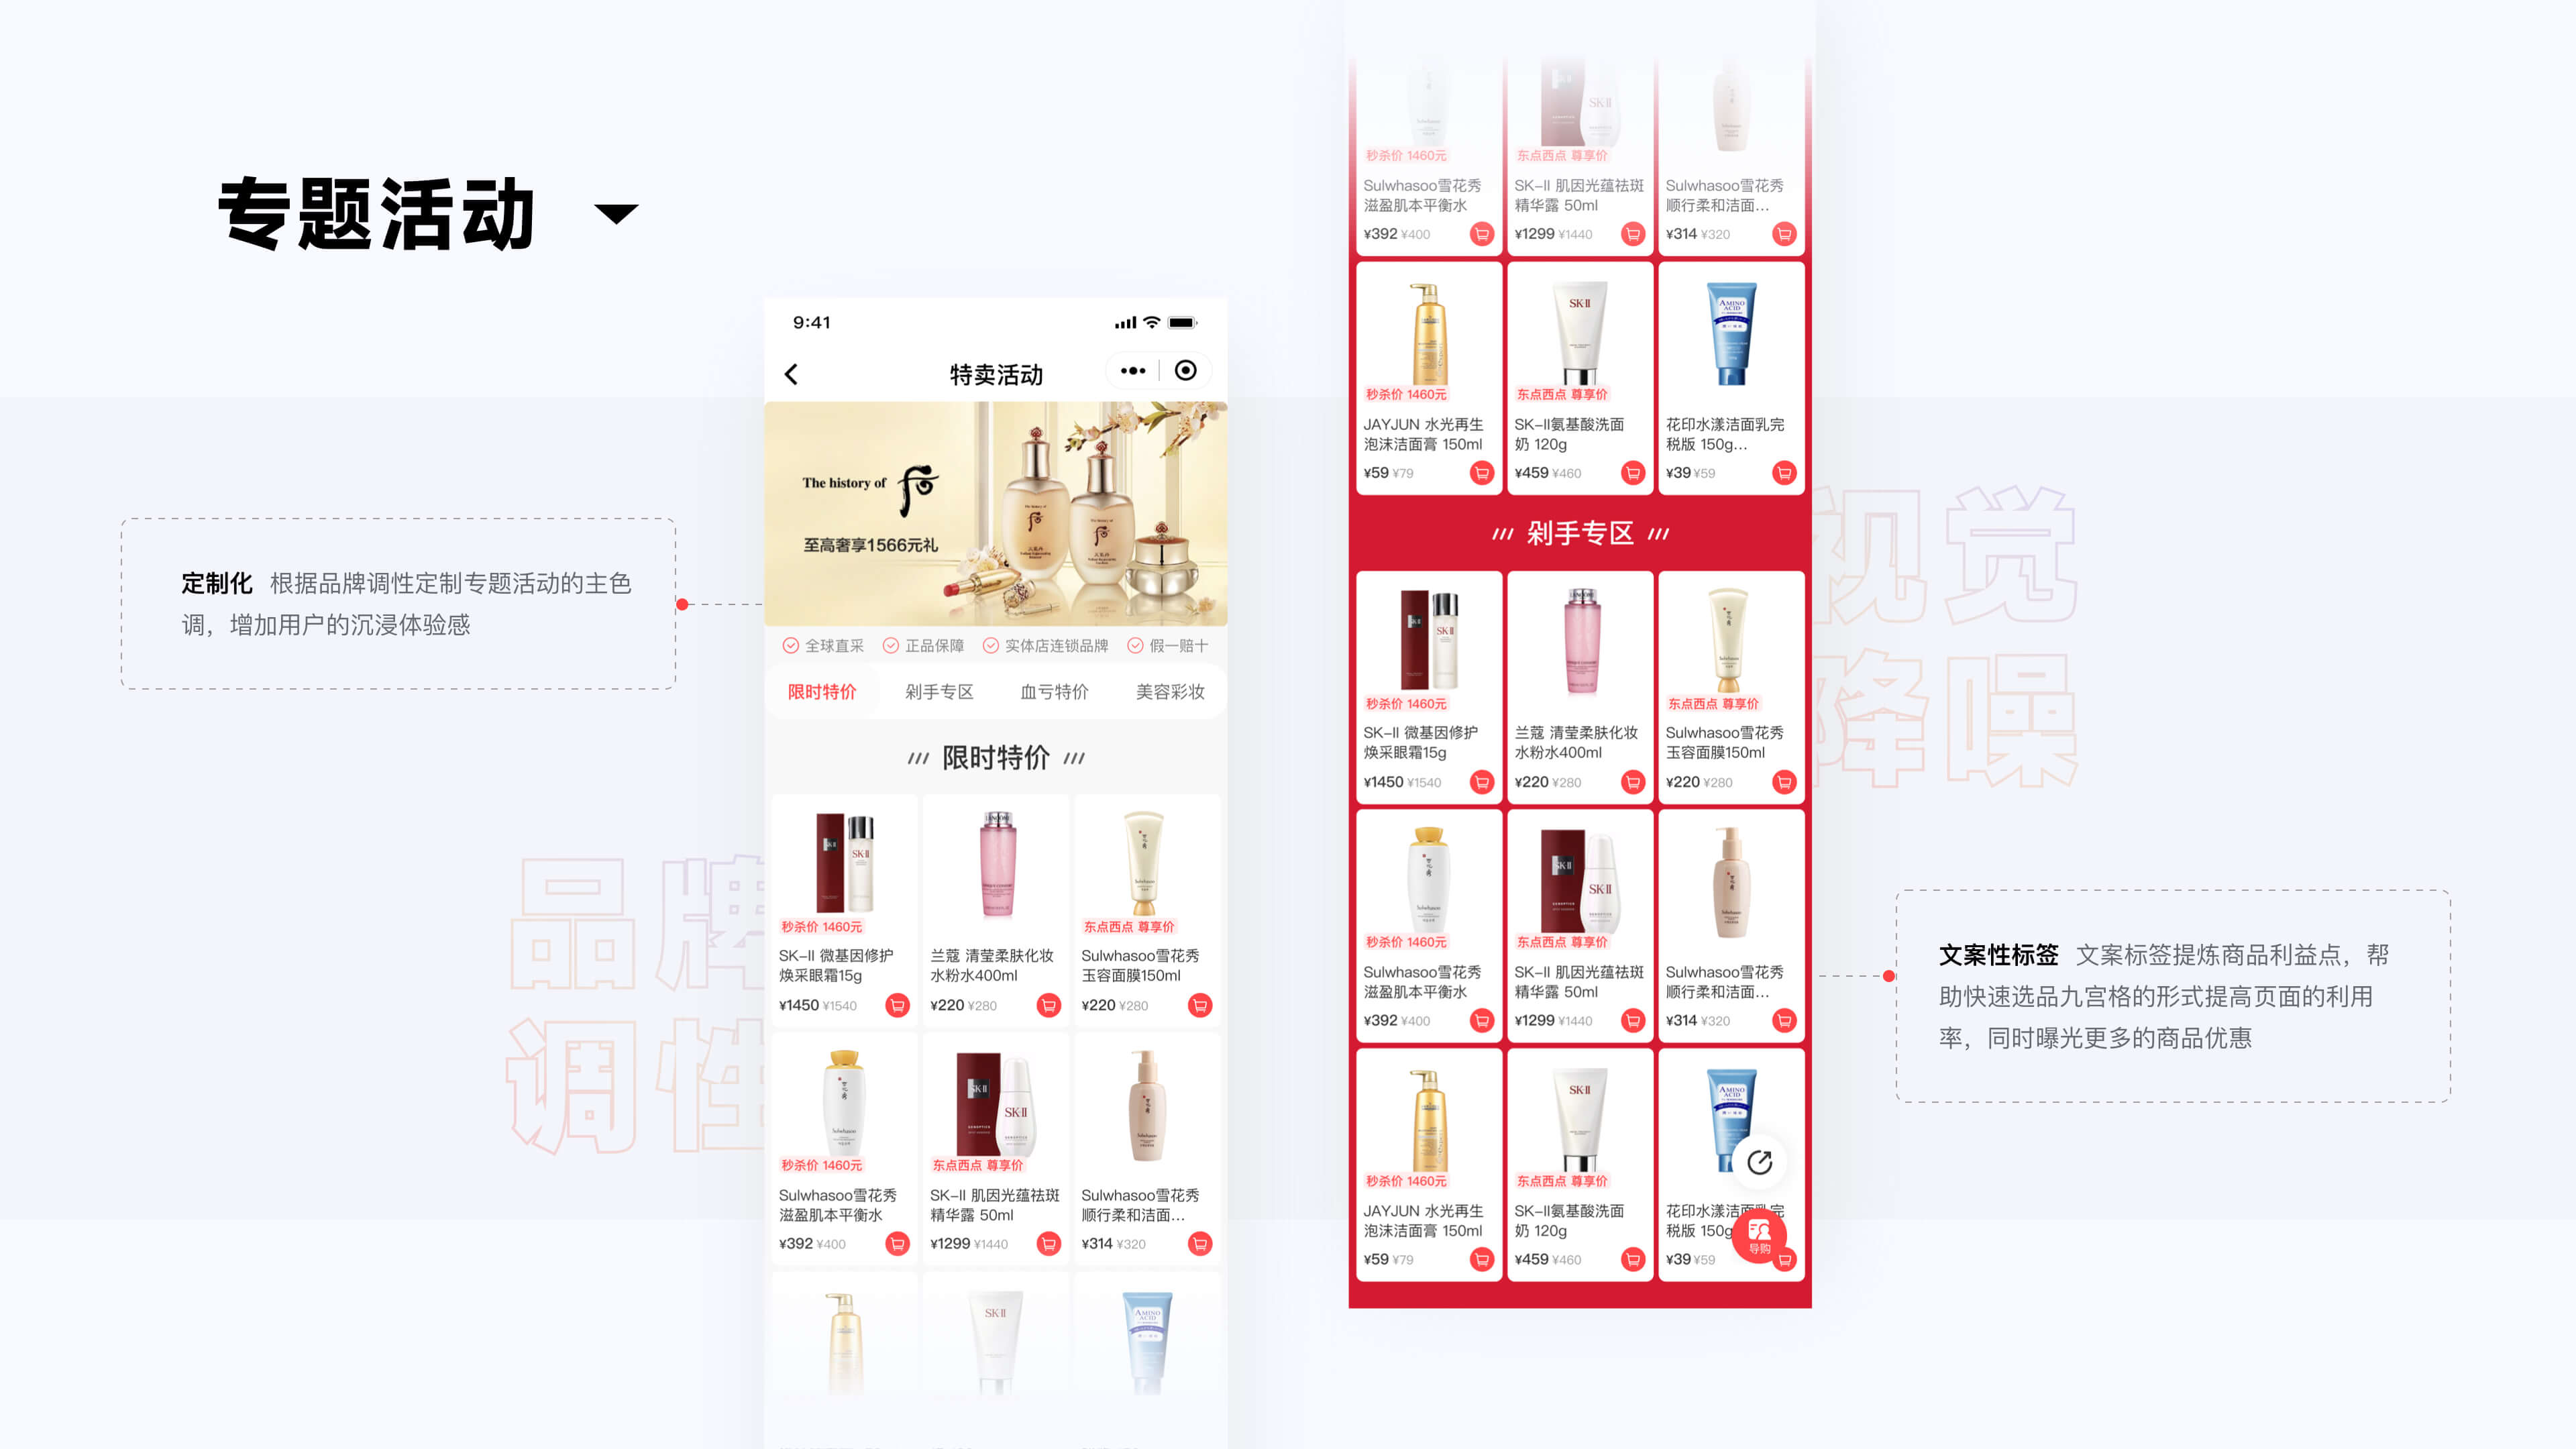 专题活动
9:41
特卖活动
The history of 后
至高奢享1566元礼
全球直采 正品保障 实体店连锁品牌 假一赔十
限时特价 剁手专区 血亏特价 美容彩妆
/// 限时特价 ///
SK-II
LANCÔME
秒杀价 1460元
东点西点 尊享价
SK-II 微基因修护
焕采眼霜15g
¥1450 ¥1540
兰蔻 清莹柔肤化妆
水粉水400ml
¥220 ¥280
Sulwhasoo雪花秀
玉容面膜150ml
¥220 ¥280
SK-II
SK-II
秒杀价 1460元
东点西点 尊享价
Sulwhasoo雪花秀
滋盈肌本平衡水
¥392 ¥400
SK-II 肌因光蕴祛斑
精华露 50ml
¥1299 ¥1440
Sulwhasoo雪花秀
顺行柔和洁面...
¥314 ¥320
SK-II
AMINO
ACID
定制化 根据品牌调性定制专题活动的主色
调，增加用户的沉浸体验感
品牌
调性
SK-II
秒杀价 1460元
东点西点 尊享价
Sulwhasoo雪花秀
滋盈肌本平衡水
¥392 ¥400
SK-II 肌因光蕴祛斑
精华露 50ml
¥1299 ¥1440
Sulwhasoo雪花秀
顺行柔和洁面...
¥314 ¥320
SK-II
AMINO
ACID
秒杀价 1460元
东点西点 尊享价
JAYJUN 水光再生
泡沫洁面膏 150ml
¥59 ¥79
SK-II氨基酸洗面
奶 120g
¥459 ¥460
花印水漾洁面乳完
税版 150g...
¥39 ¥59
/// 剁手专区 ///
SK-II
LANCÔME
秒杀价 1460元
东点西点 尊享价
SK-II 微基因修护
焕采眼霜15g
¥1450 ¥1540
兰蔻 清莹柔肤化妆
水粉水400ml
¥220 ¥280
Sulwhasoo雪花秀
玉容面膜150ml
¥220 ¥280
SK-II
SK-II
秒杀价 1460元
东点西点 尊享价
Sulwhasoo雪花秀
滋盈肌本平衡水
¥392 ¥400
SK-II 肌因光蕴祛斑
精华露 50ml
¥1299 ¥1440
Sulwhasoo雪花秀
顺行柔和洁面...
¥314 ¥320
SK-II
AMINO
ACID
秒杀价 1460元
东点西点 尊享价
JAYJUN 水光再生
泡沫洁面膏 150ml
¥59 ¥79
SK-II氨基酸洗面
奶 120g
¥459 ¥460
花印水漾洁面乳完
税版 150g
¥39 ¥59
导购
视觉
降噪
文案性标签 文案标签提炼商品利益点，帮
助快速选品九宫格的形式提高页面的利用
率，同时曝光更多的商品优惠